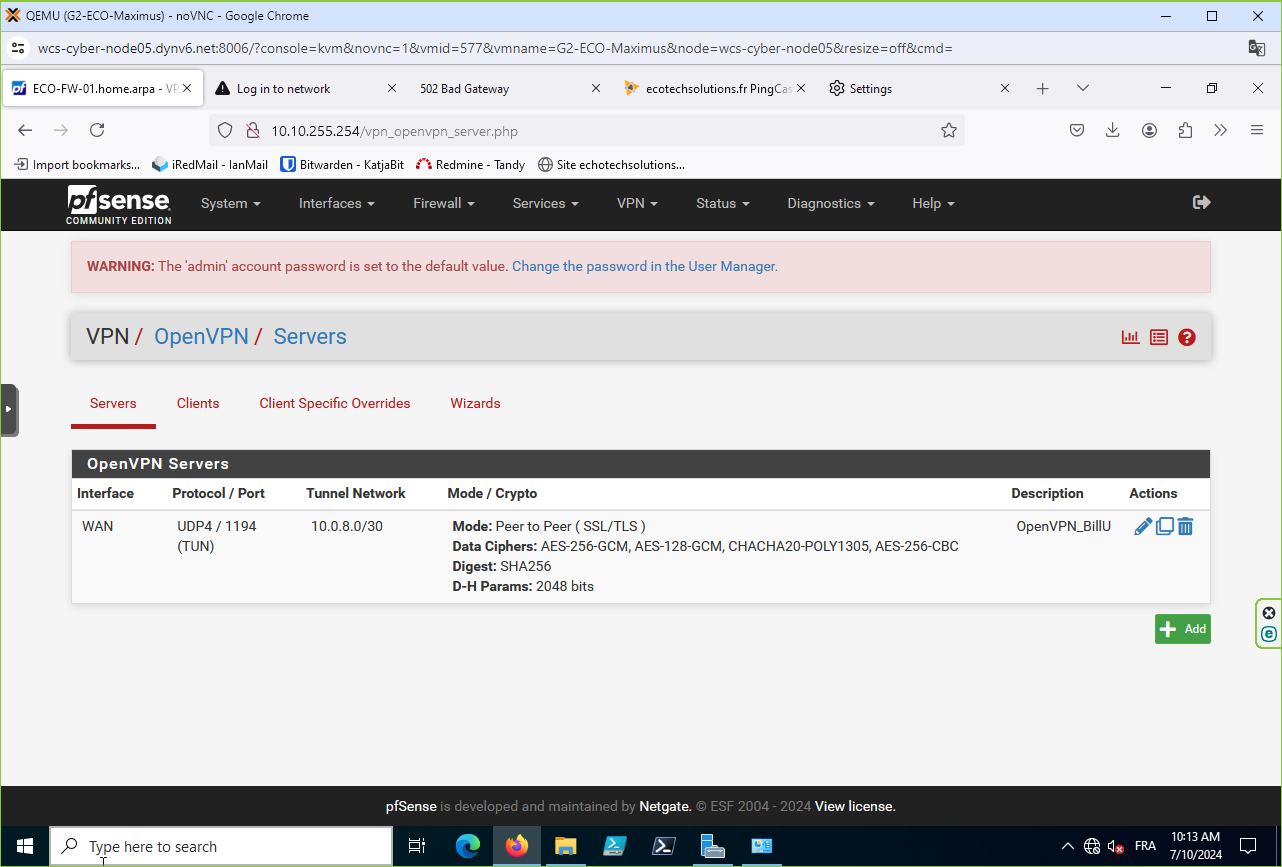 QEMU (G2-ECO-Maximus) - noVNC - Google Chrome
wcs-cyber-node05.dynv6.net:8006/?console=kvm&novnc=1&vmid=577&vmname=G2-ECO-Maximus&node=wcs-cyber-node05&resize=off&cmd=
ECO-FW-01.home.arpa - VP Log in to network 502 Bad Gateway ecotechsolutions.fr PingCas Settings
10.10.255.254/vpn_openvpn_server.php
Import bookmarks... iRedMail - IanMail Bitwarden - KatjaBit Redmine - Tandy Site echotechsolutions...
pfsense System Interfaces Firewall Services VPN Status Diagnostics Help
COMMUNITY EDITION
WARNING: The 'admin' account password is set to the default value. Change the password in the User Manager.
VPN / OpenVPN / Servers
Servers Clients Client Specific Overrides Wizards
OpenVPN Servers
Interface Protocol / Port Tunnel Network Mode / Crypto Description Actions
WAN UDP4 / 1194 10.0.8.0/30 Mode: Peer to Peer ( SSL/TLS ) OpenVPN_BillU
(TUN) Data Ciphers: AES-256-GCM, AES-128-GCM, CHACHA20-POLY1305, AES-256-CBC
Digest: SHA256
D-H Params: 2048 bits
Add
pfSense is developed and maintained by Netgate. © ESF 2004 - 2024 View license.
Type here to search
FRA
10:13 AM
7/10/2024